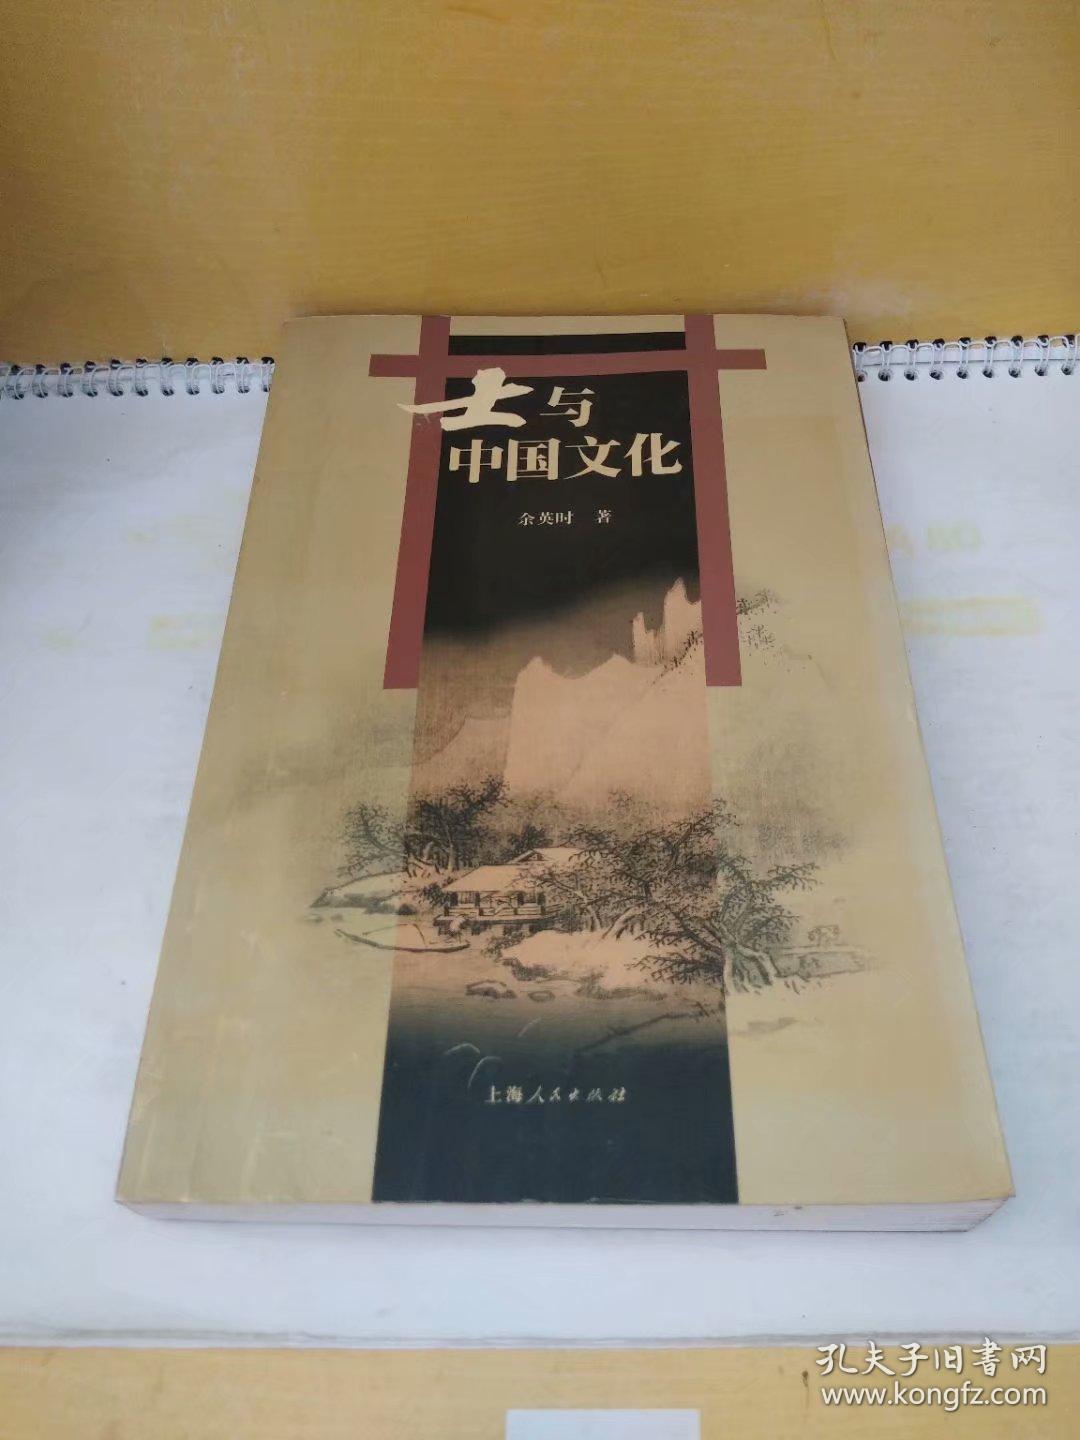 士与
中国文化
余英时 著
上海人民出版社
孔夫子旧書网
www.kongfz.com